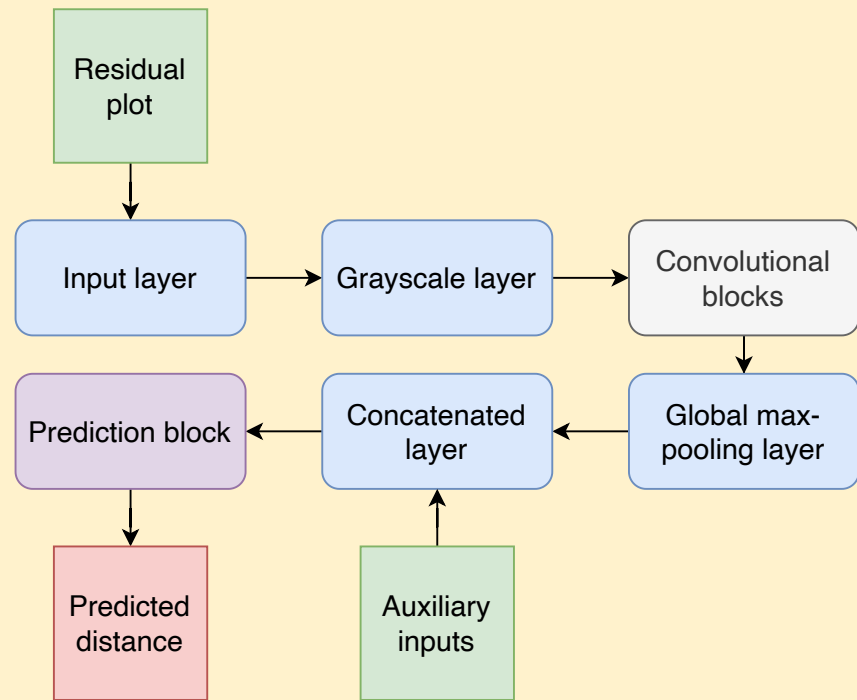 Residual
plot
Input layer
Grayscale layer
Convolutional
blocks
Prediction block
Concatenated
layer
Global max-
pooling layer
Predicted
distance
Auxiliary
inputs